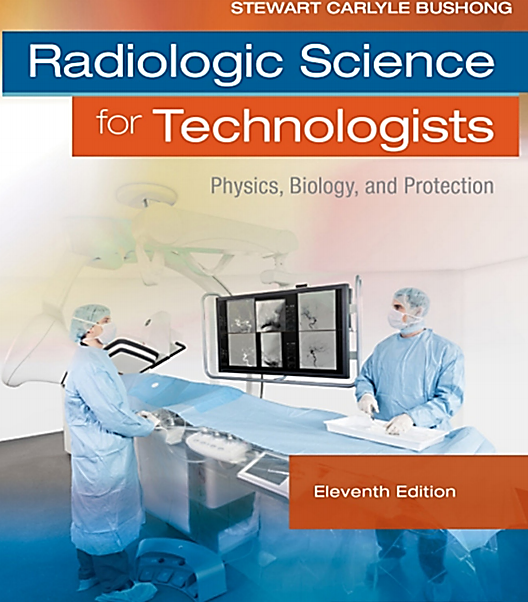 STEWART CARLYLE BUSHONG
Radiologic Science
for Technologists
Physics, Biology, and Protection
Eleventh Edition